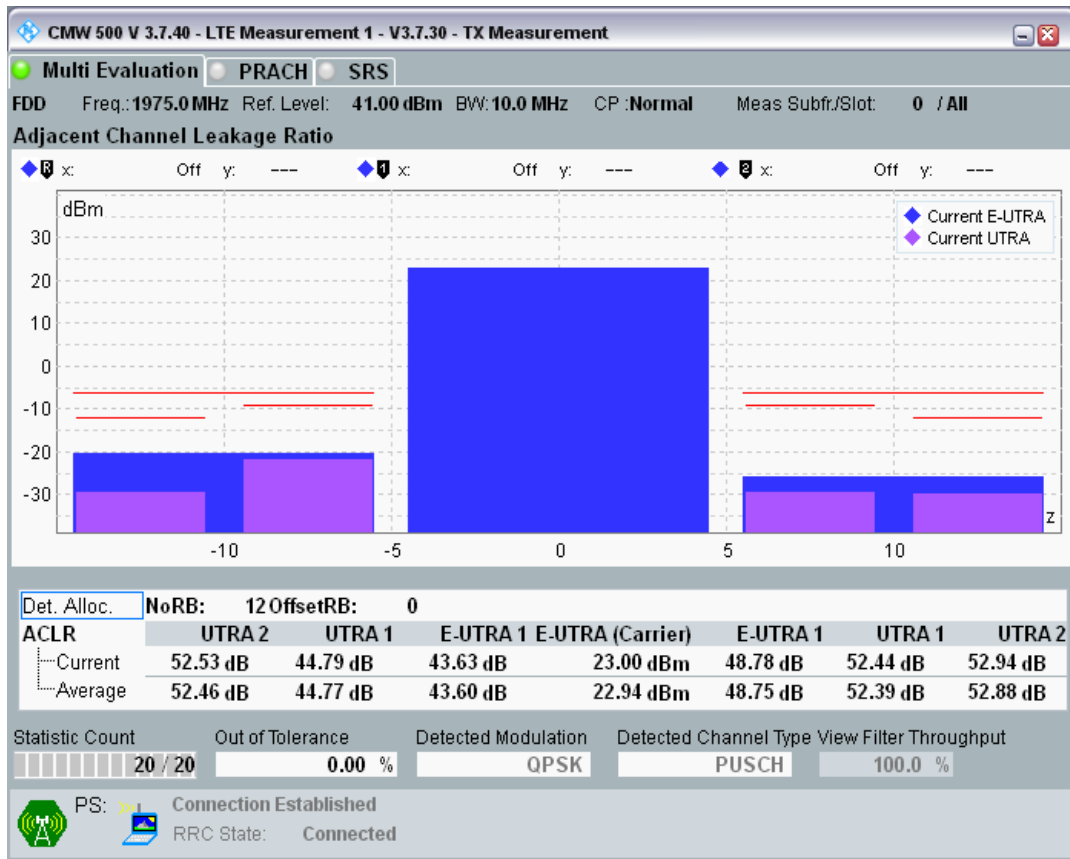 CMW 500 V 3.7.40 - LTE Measurement 1 - V3.7.30 - TX Measurement
Multi Evaluation PRACH SRS
FDD Freq.: 1975.0 MHz Ref. Level: 41.00 dBm BW: 10.0 MHz CP :Normal Meas Subfr./Slot: 0 / All
Adjacent Channel Leakage Ratio
R x: Off y: --- 1 x: Off y: --- 2 x: Off y: ---
dBm
Current E-UTRA
Current UTRA
30
20
10
0
-10
-20
-30
z
-10 -5 0 5 10
Det. Alloc. NoRB: 12 OffsetRB: 0
ACLR UTRA 2 UTRA 1 E-UTRA 1 E-UTRA (Carrier) E-UTRA 1 UTRA 1 UTRA 2
Current 52.53 dB 44.79 dB 43.63 dB 23.00 dBm 48.78 dB 52.44 dB 52.94 dB
Average 52.46 dB 44.77 dB 43.60 dB 22.94 dBm 48.75 dB 52.39 dB 52.88 dB
Statistic Count Out of Tolerance Detected Modulation Detected Channel Type View Filter Throughput
20 / 20 0.00 % QPSK PUSCH 100.0 %
PS: Connection Established
RRC State: Connected